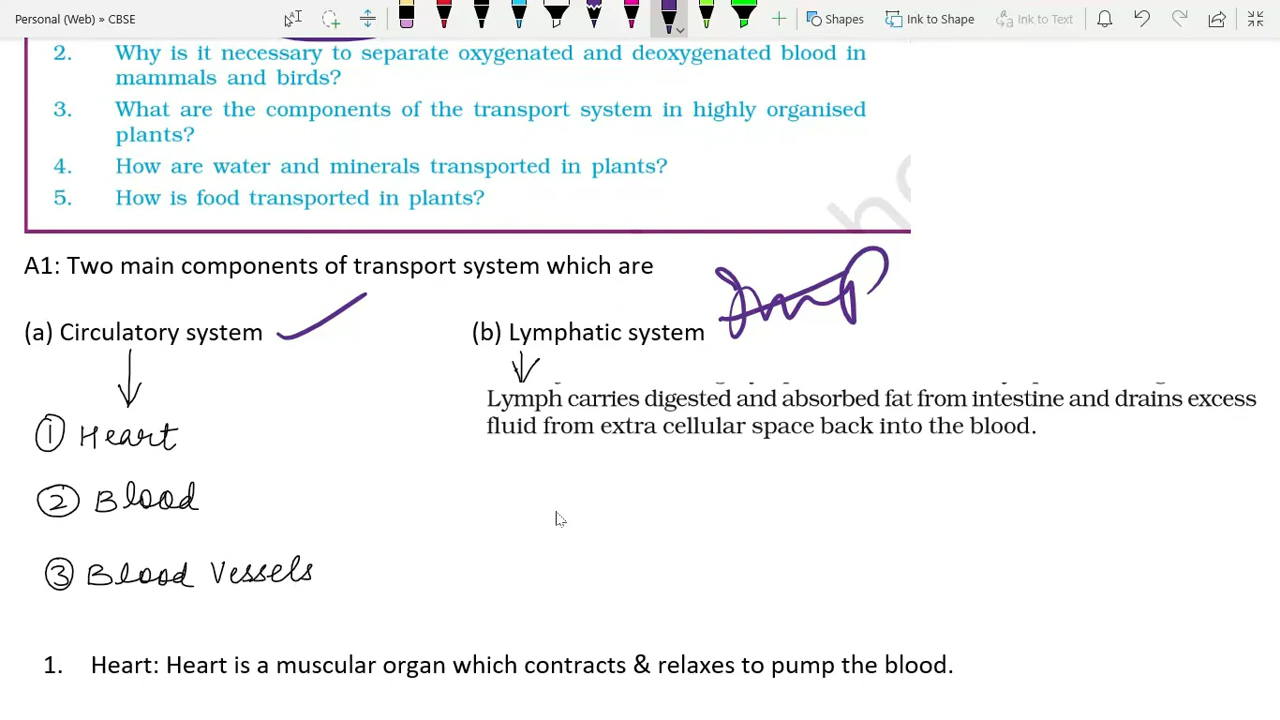 Personal (Web) » CBSE
Shapes
Ink to Shape
Ink to Text
2. Why is it necessary to separate oxygenated and deoxygenated blood in
mammals and birds?
3. What are the components of the transport system in highly organised
plants?
4. How are water and minerals transported in plants?
5. How is food transported in plants?
A1: Two main components of transport system which are
(a) Circulatory system
(b) Lymphatic system
Lymph carries digested and absorbed fat from intestine and drains excess
fluid from extra cellular space back into the blood.
① Heart
② Blood
③ Blood Vessels
1. Heart: Heart is a muscular organ which contracts & relaxes to pump the blood.